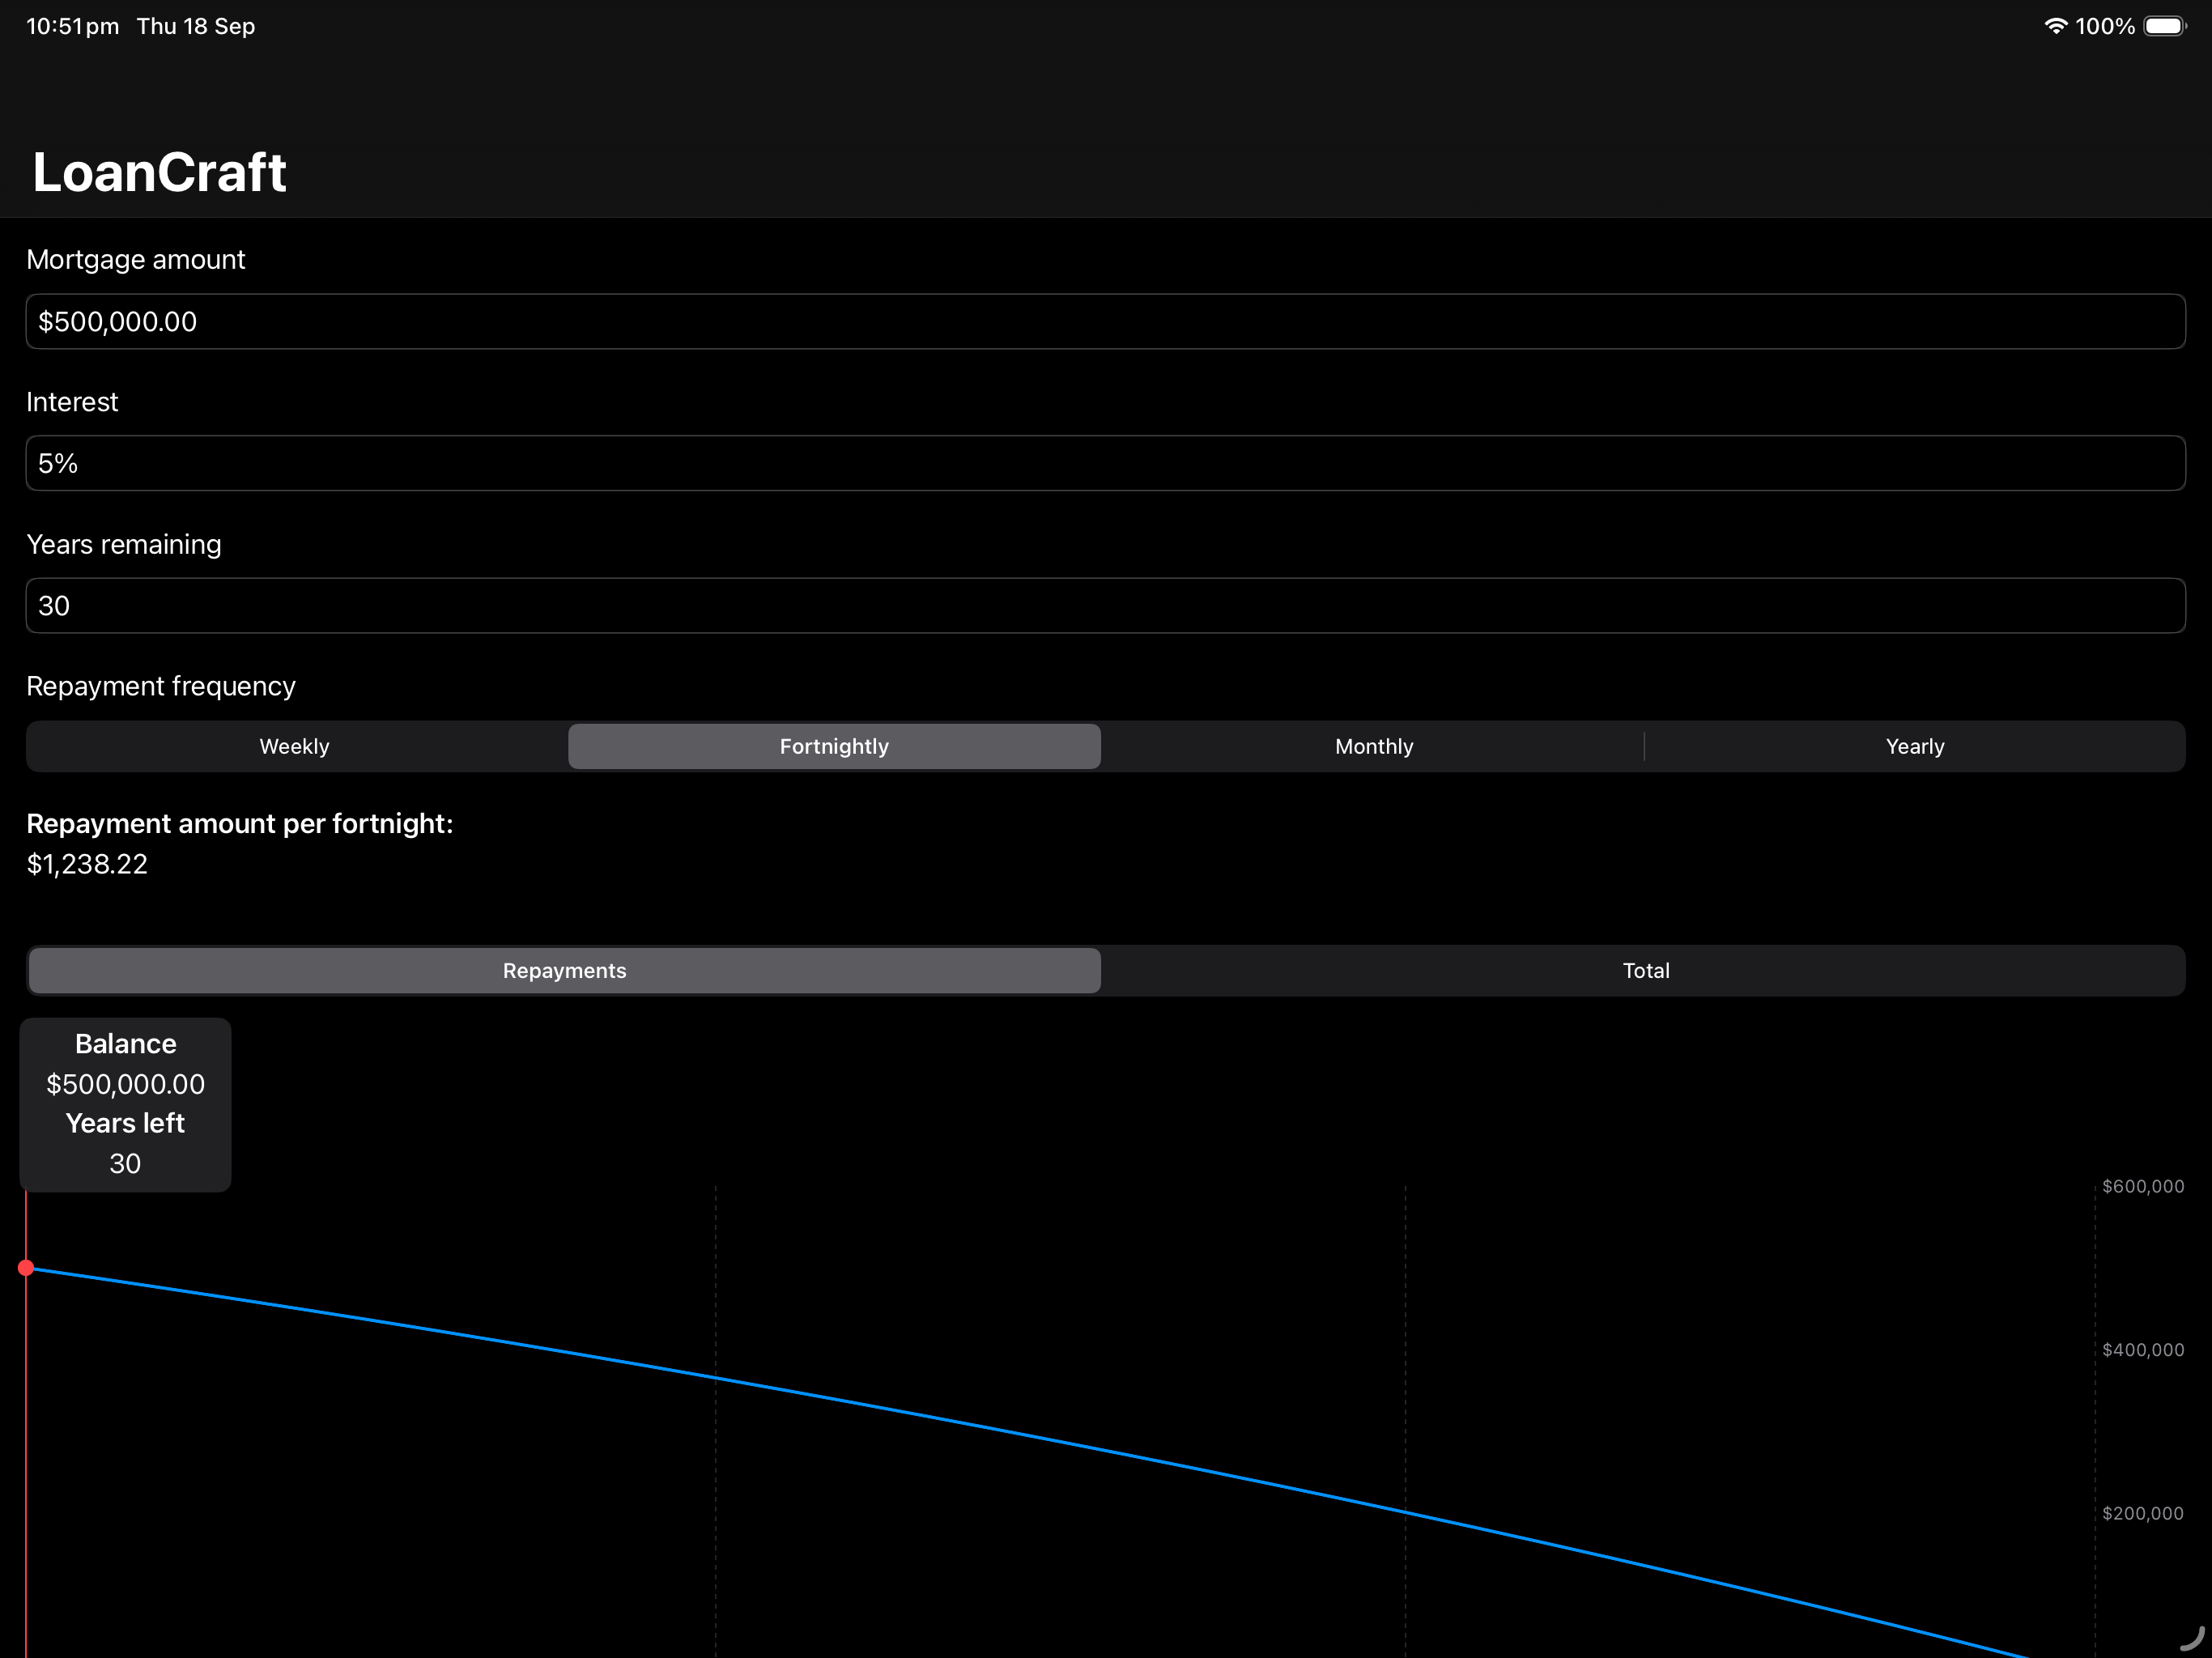 10:51 pm Thu 18 Sep
100%
LoanCraft
Mortgage amount
$500,000.00
Interest
5%
Years remaining
30
Repayment frequency
Weekly Fortnightly Monthly Yearly
Repayment amount per fortnight:
$1,238.22
Repayments Total
Balance
$500,000.00
Years left
30
$600,000
$400,000
$200,000